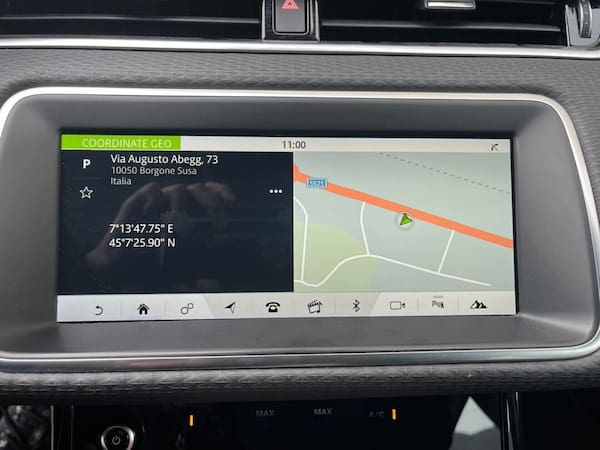 COORDINATE GEO
11:00
P
Via Augusto Abegg, 73
10050 Borgone Susa
Italia
7°13'47.75" E
45°7'25.90" N
SS25
MAX
MAX
A/C